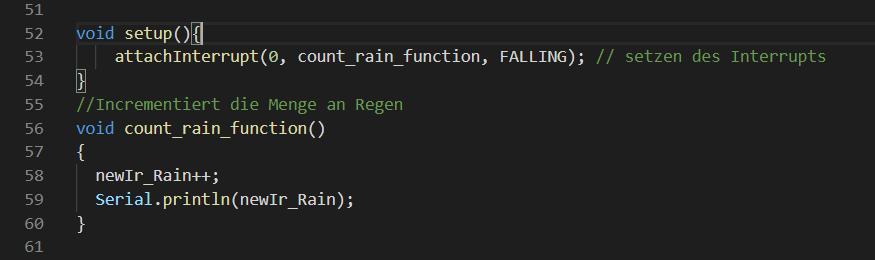 51
52 void setup(){
53 attachInterrupt(0, count_rain_function, FALLING); // setzen des Interrupts
54 }
55 //Incrementiert die Menge an Regen
56 void count_rain_function()
57 {
58 newIr_Rain++;
59 Serial.println(newIr_Rain);
60 }
61